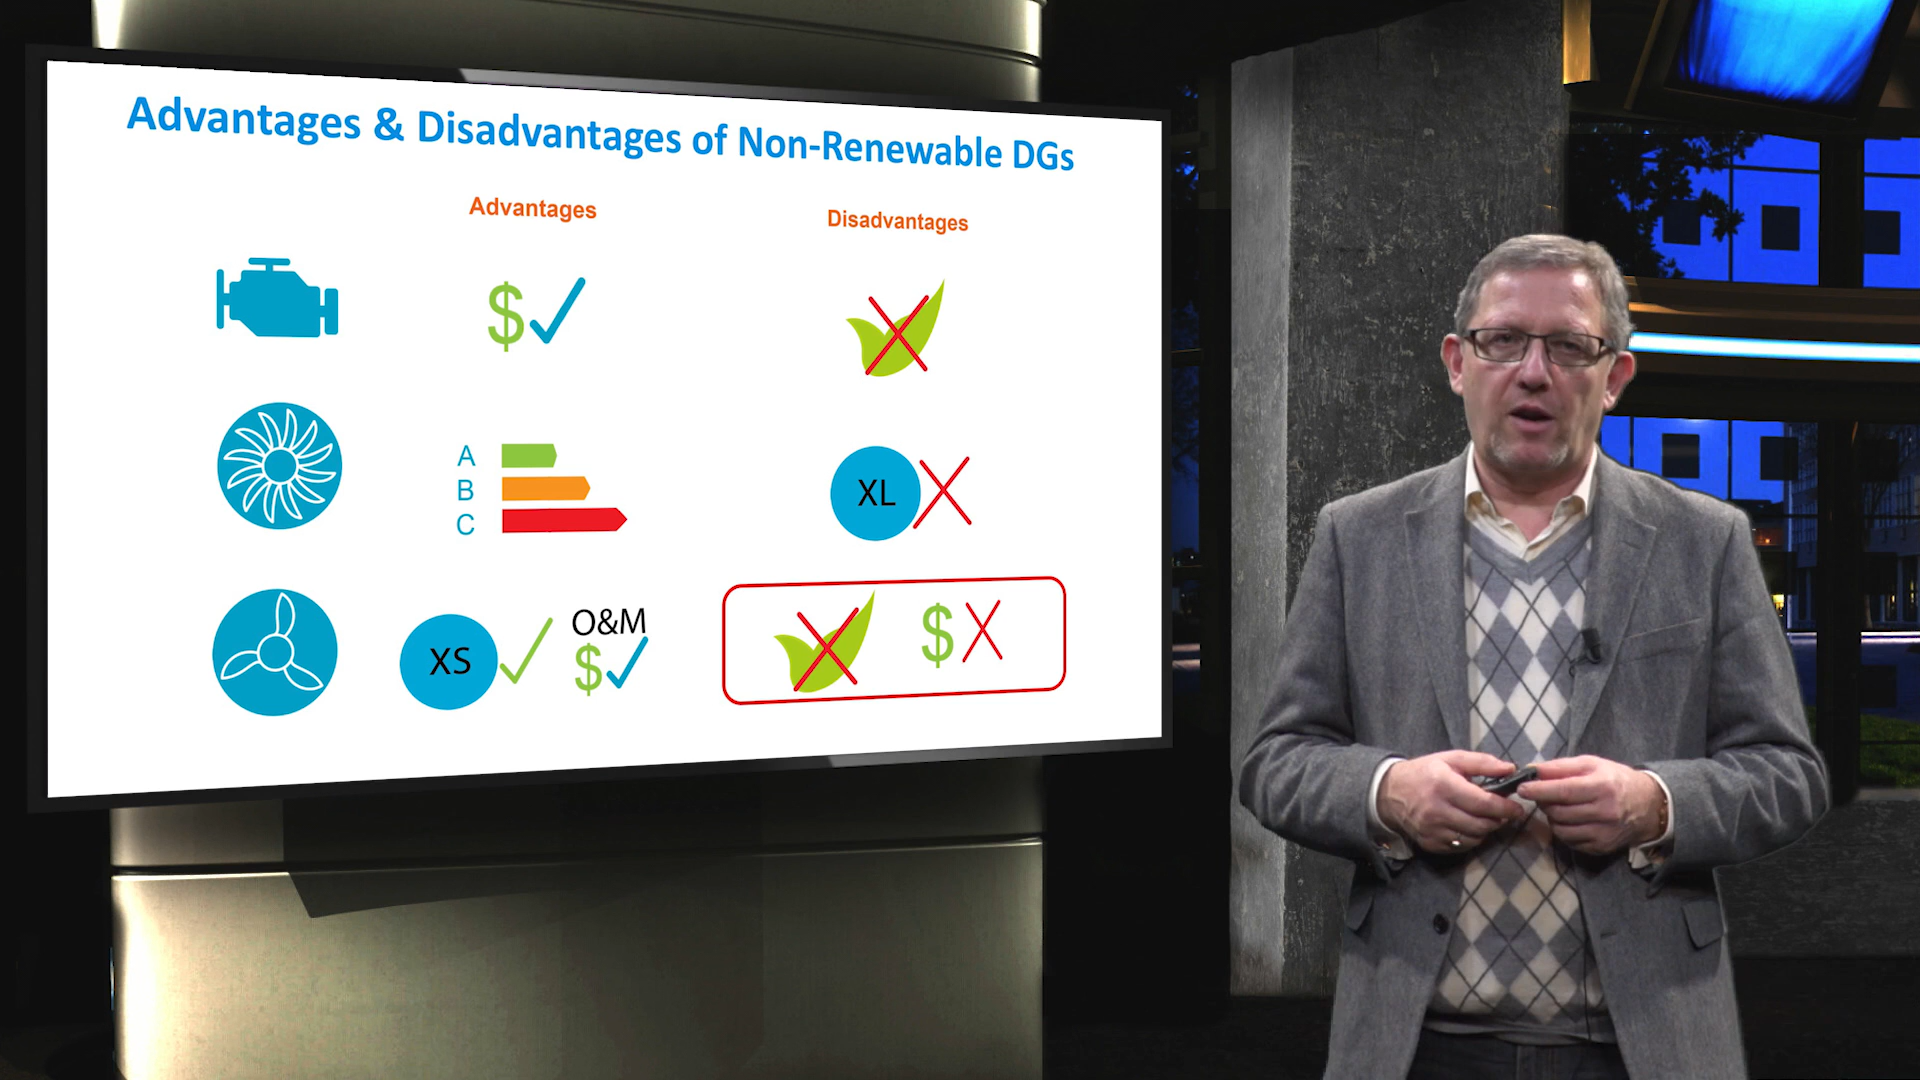 Advantages & Disadvantages of Non-Renewable DGs
Advantages
Disadvantages
$
A
B
C
XL
XS
O&M
$
$